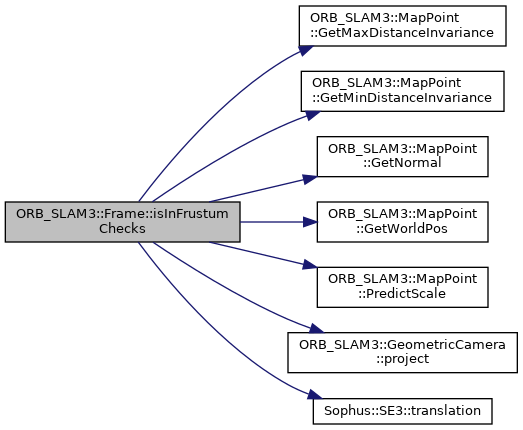 ORB_SLAM3::MapPoint
::GetMaxDistanceInvariance
ORB_SLAM3::MapPoint
::GetMinDistanceInvariance
ORB_SLAM3::MapPoint
::GetNormal
ORB_SLAM3::Frame::isInFrustum
Checks
ORB_SLAM3::MapPoint
::GetWorldPos
ORB_SLAM3::MapPoint
::PredictScale
ORB_SLAM3::GeometricCamera
::project
Sophus::SE3::translation